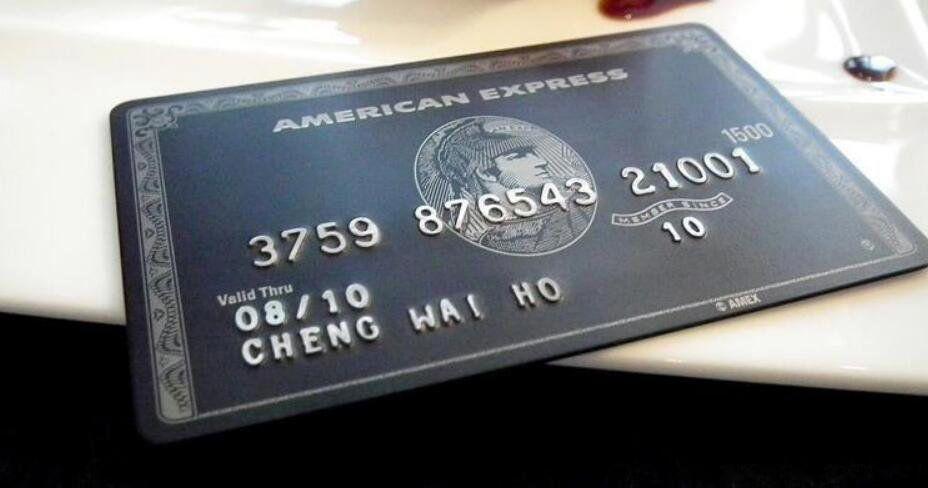 AMERICAN EXPRESS
1500
3759 876543 21001
MEMBER SINCE
Valid Thru
08/10 10
CHENG WAI HO
® © AMEX